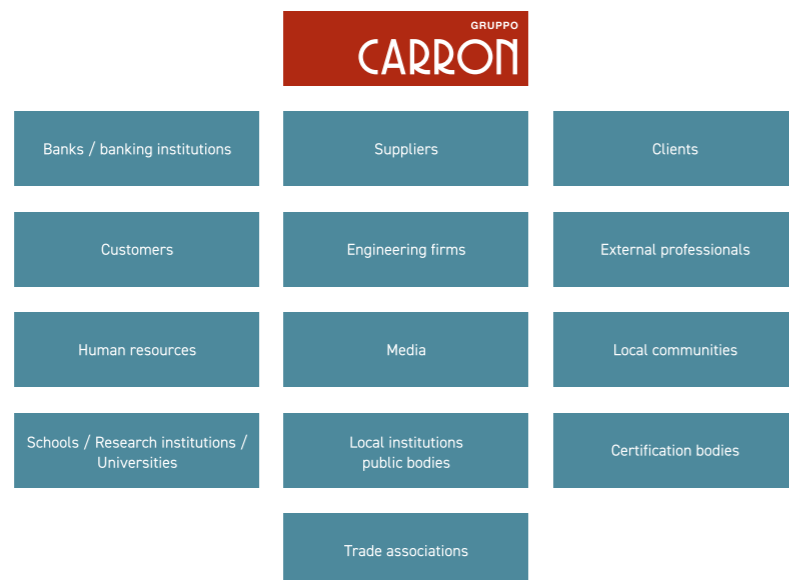 GRUPPO
CARRON
Banks / banking institutions
Suppliers
Clients
Customers
Engineering firms
External professionals
Human resources
Media
Local communities
Schools / Research institutions /
Universities
Local institutions
public bodies
Certification bodies
Trade associations